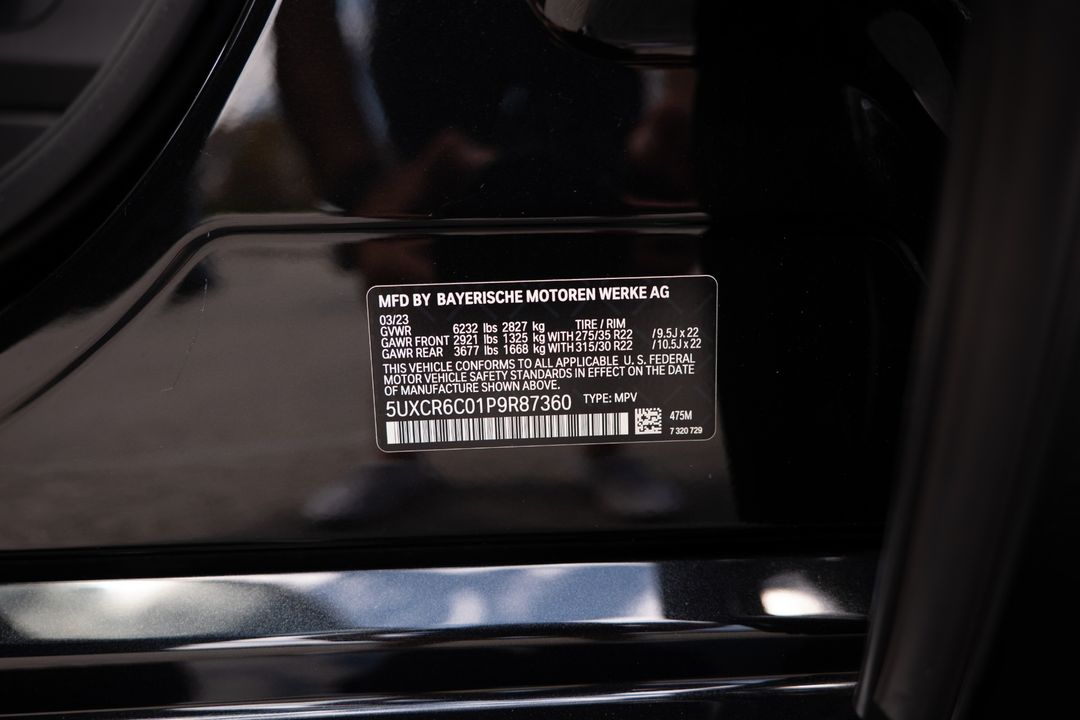 MFD BY BAYERISCHE MOTOREN WERKE AG
03/23
GVWR 6232 lbs 2827 kg TIRE / RIM
GAWR FRONT 2921 lbs 1325 kg WITH 275/35 R22 /9.5J x 22
GAWR REAR 3677 lbs 1668 kg WITH 315/30 R22 /10.5J x 22
THIS VEHICLE CONFORMS TO ALL APPLICABLE U. S. FEDERAL
MOTOR VEHICLE SAFETY STANDARDS IN EFFECT ON THE DATE
OF MANUFACTURE SHOWN ABOVE.
5UXCR6C01P9R87360 TYPE: MPV
475M
7 320 729